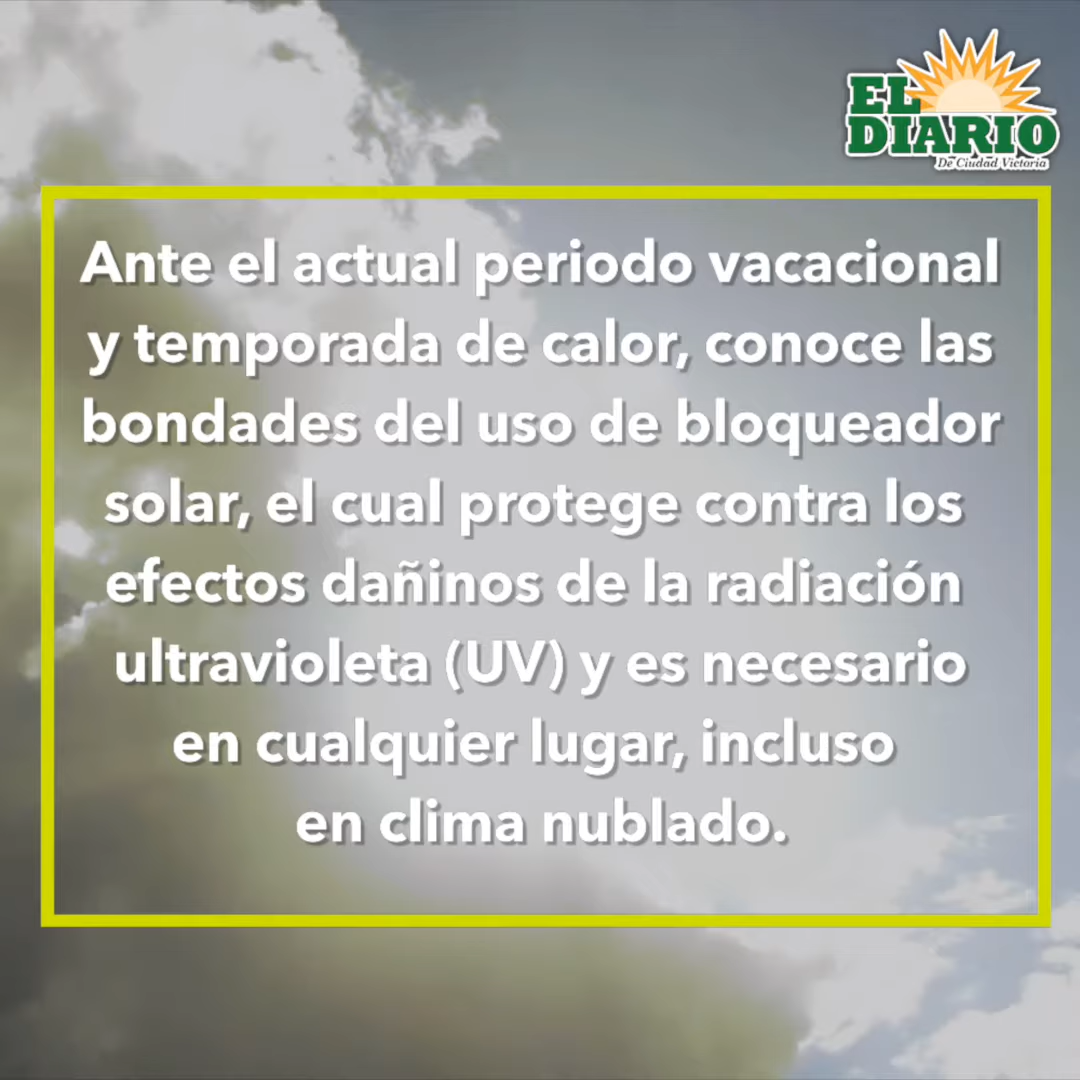 EL
DIARIO
De Ciudad Victoria
Ante el actual periodo vacacional
y temporada de calor, conoce las
bondades del uso de bloqueador
solar, el cual protege contra los
efectos dañinos de la radiación
ultravioleta (UV) y es necesario
en cualquier lugar, incluso
en clima nublado.